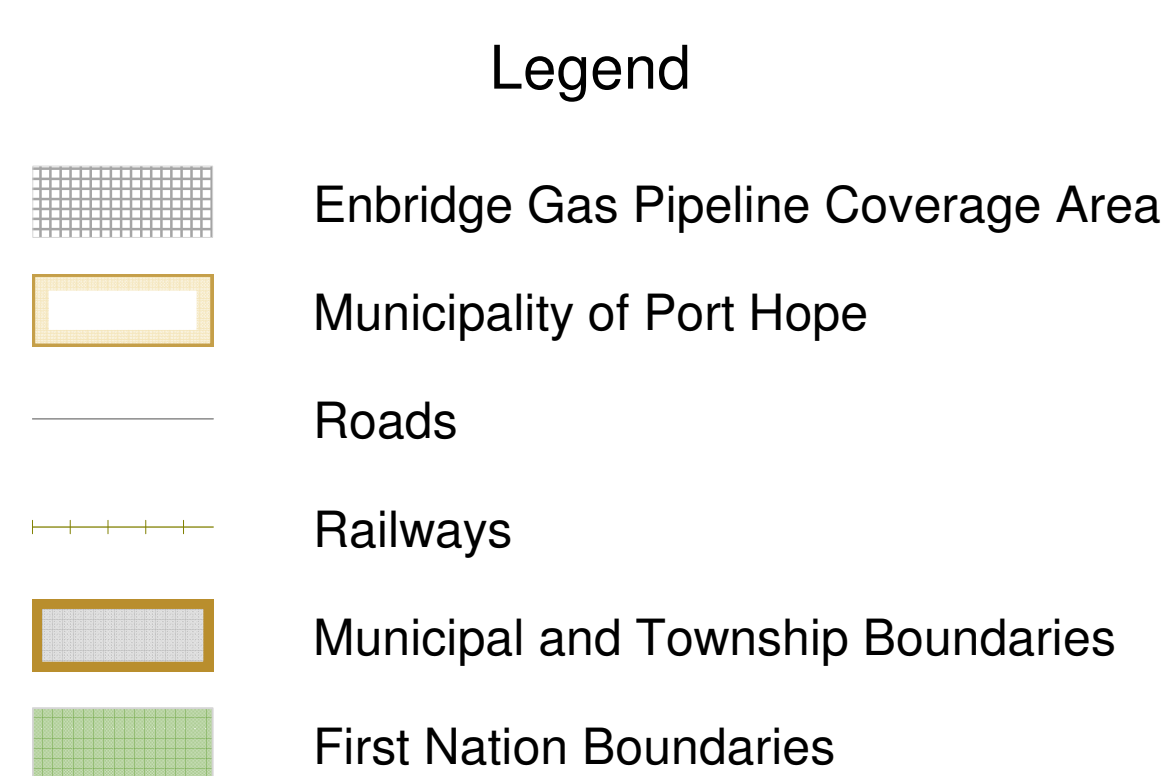 Legend
Enbridge Gas Pipeline Coverage Area
Municipality of Port Hope
Roads
Railways
Municipal and Township Boundaries
First Nation Boundaries